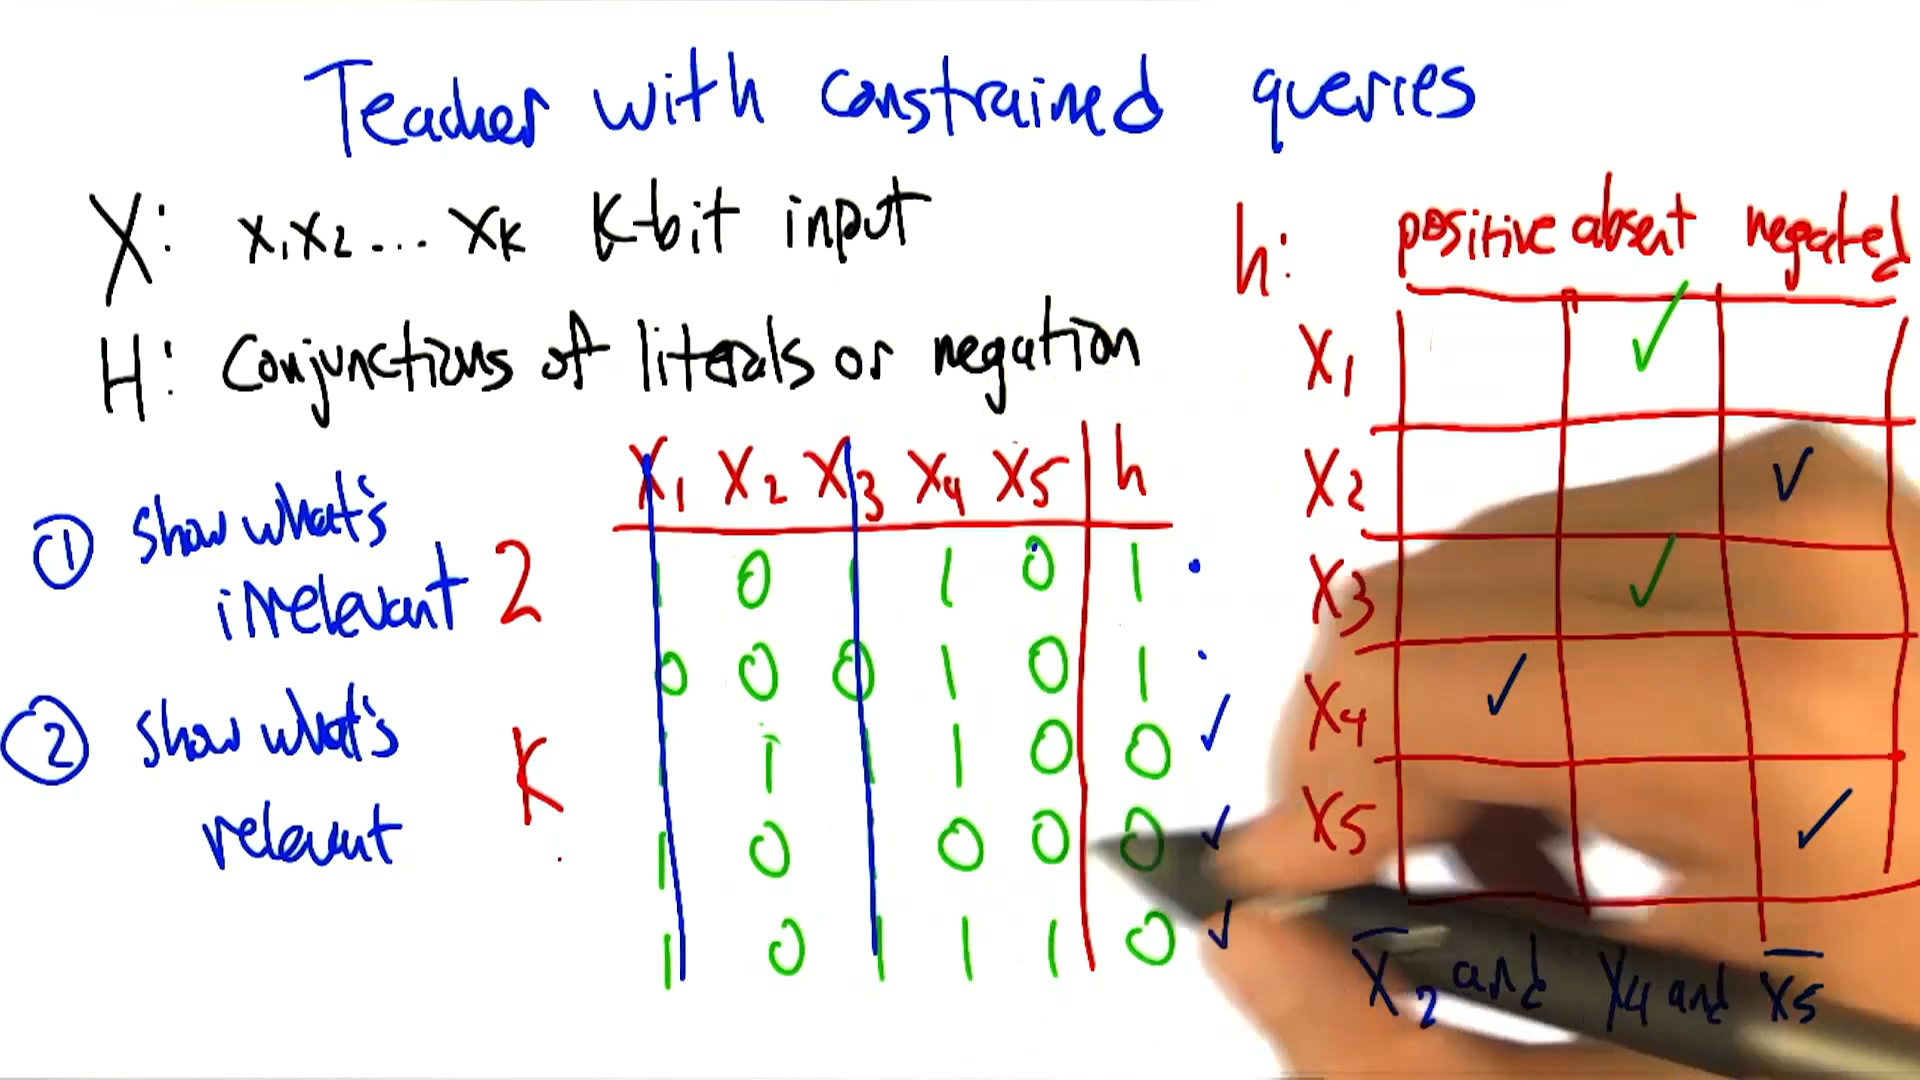 Teacher with constrained queries
X: x1x2... xK K-bit input
H: Conjunctions of literals or negation
① show what's
irrelevant 2
② show what's
relevant K
X1 X2 X3 X4 X5 h
1 0 1 1 0 1
0 0 0 1 0 1
1 1 1 1 0 0
1 0 1 0 0 0
1 0 1 1 1 0
h: positive absent negated
X1 ✓
X2 ✓
X3 ✓
X4 ✓
X5 ✓
X̅2 and X4 and X̅5